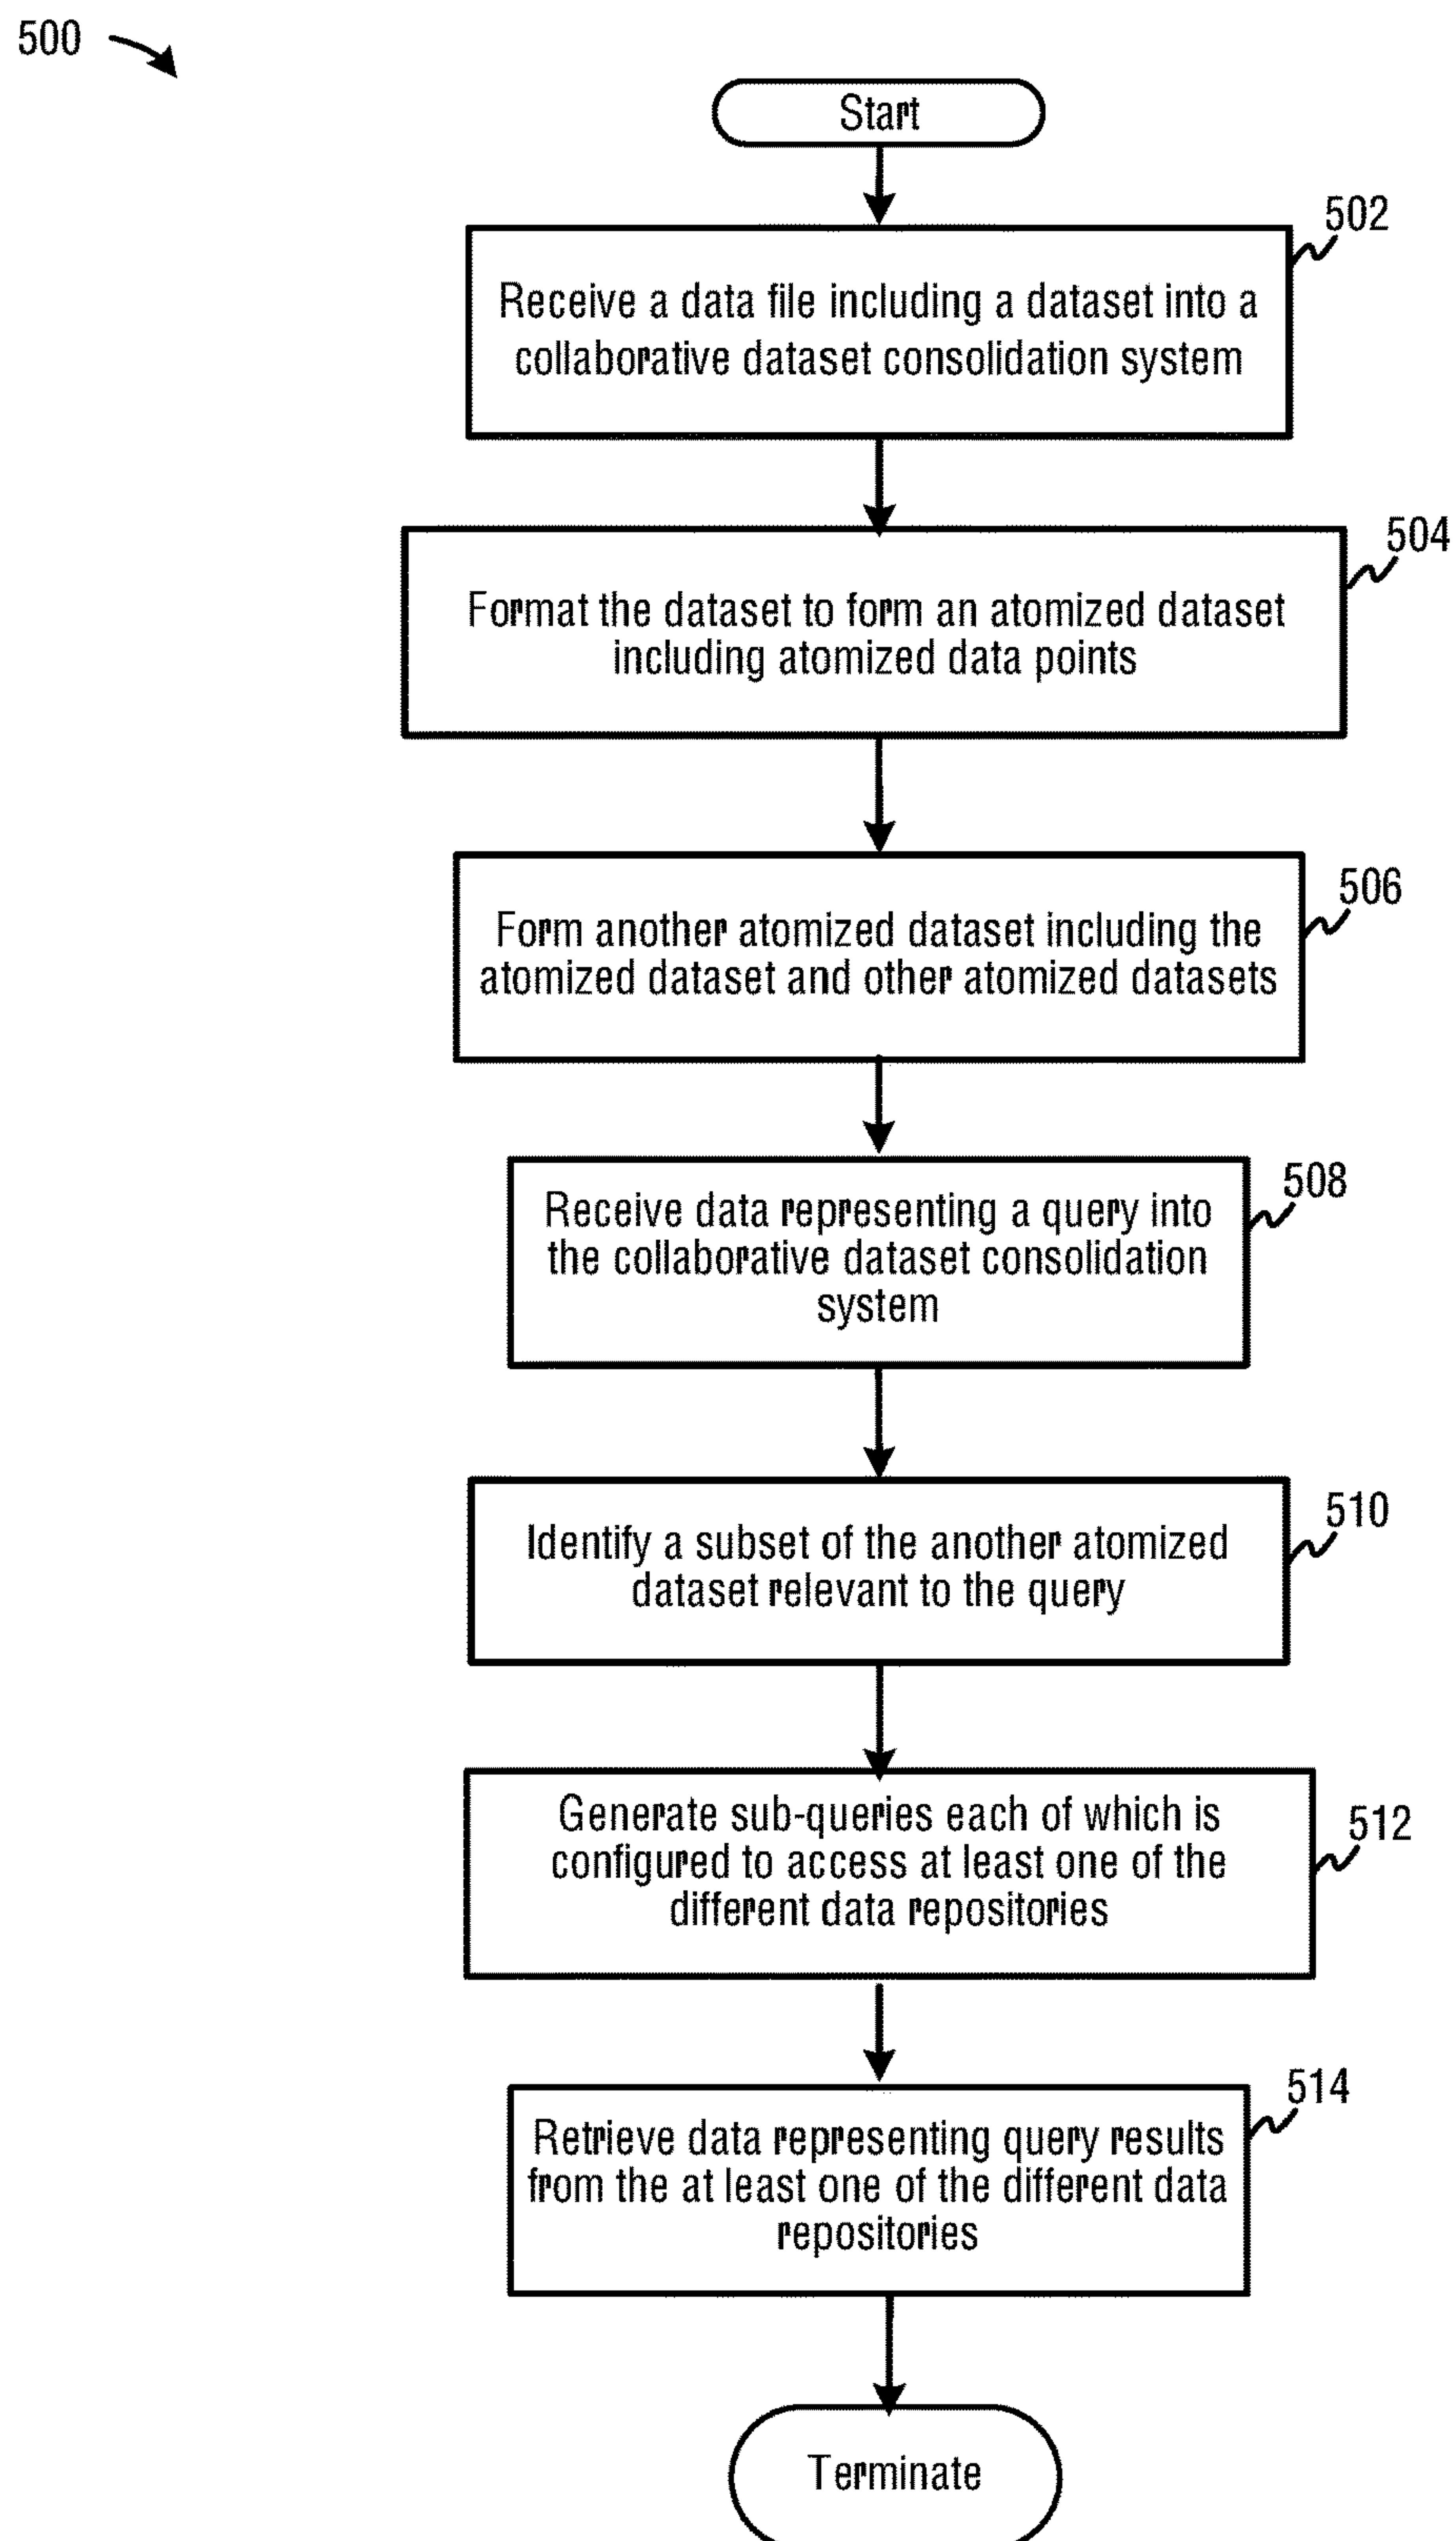 500
Start
502
Receive a data file including a dataset into a
collaborative dataset consolidation system
504
Format the dataset to form an atomized dataset
including atomized data points
506
Form another atomized dataset including the
atomized dataset and other atomized datasets
508
Receive data representing a query into
the collaborative dataset consolidation
system
510
Identify a subset of the another atomized
dataset relevant to the query
512
Generate sub-queries each of which is
configured to access at least one of the
different data repositories
514
Retrieve data representing query results
from the at least one of the different data
repositories
Terminate